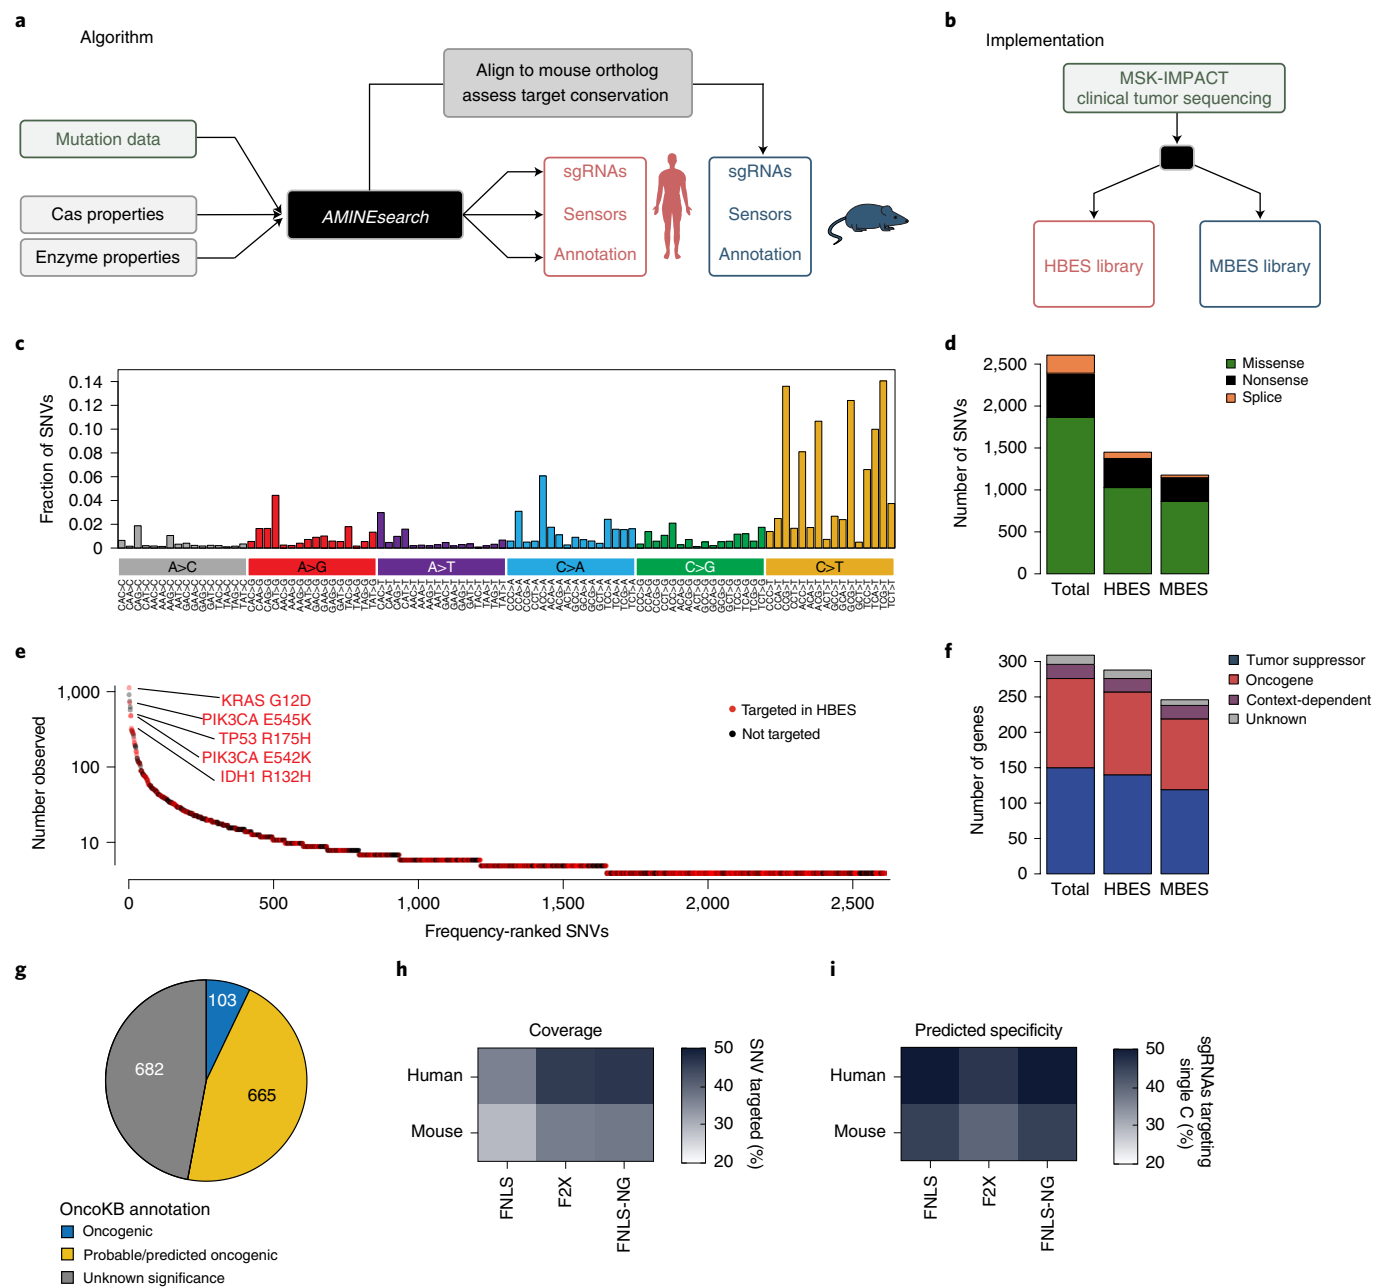 a
Algorithm
Align to mouse ortholog
assess target conservation
Mutation data
Cas properties
Enzyme properties
AMINEsearch
sgRNAs
Sensors
Annotation
sgRNAs
Sensors
Annotation
b
Implementation
MSK-IMPACT
clinical tumor sequencing
HBES library
MBES library
c
Fraction of SNVs
0.14
0.12
0.10
0.08
0.06
0.04
0.02
0
A>C
A>G
A>T
C>A
C>G
C>T
d
Number of SNVs
2,500
2,000
1,500
1,000
500
0
Total
HBES
MBES
Missense
Nonsense
Splice
e
Number observed
1,000
100
10
KRAS G12D
PIK3CA E545K
TP53 R175H
PIK3CA E542K
IDH1 R132H
Targeted in HBES
Not targeted
0
500
1,000
1,500
2,000
2,500
Frequency-ranked SNVs
f
Number of genes
300
250
200
150
100
50
0
Total
HBES
MBES
Tumor suppressor
Oncogene
Context-dependent
Unknown
g
103
682
665
OncoKB annotation
Oncogenic
Probable/predicted oncogenic
Unknown significance
h
Coverage
Human
Mouse
FNLS
F2X
FNLS-NG
50
40
30
20
SNV targeted (%)
i
Predicted specificity
Human
Mouse
FNLS
F2X
FNLS-NG
50
40
30
20
sgRNAs targeting
single C (%)